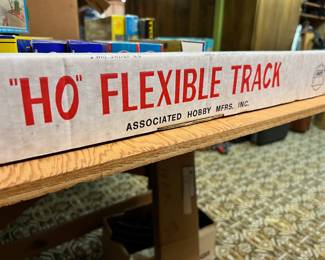 "HO" FLEXIBLE TRACK
ASSOCIATED HOBBY MFRS. INC.